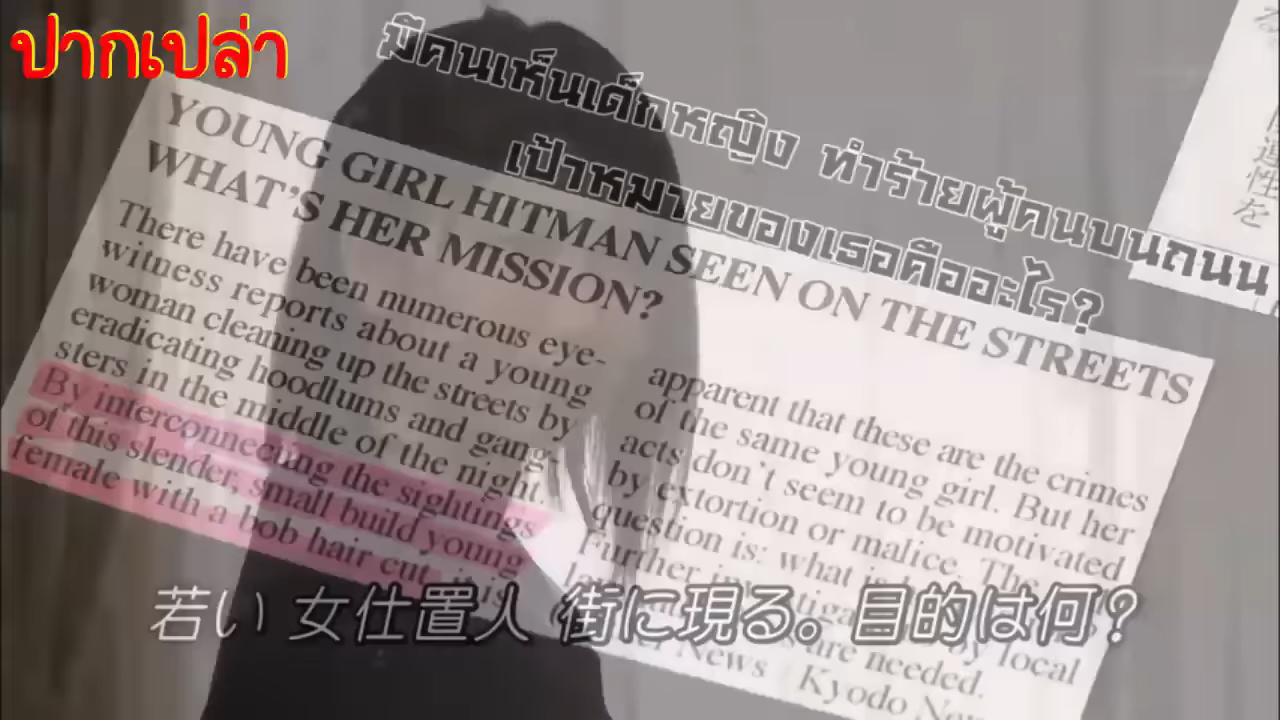 ปากเปล่า
มีคนเห็นเด็กหญิง ทำร้ายผู้คนบนถนน
เป้าหมายของเธอคืออะไร?
YOUNG GIRL HITMAN SEEN ON THE STREETS
WHAT'S HER MISSION?
There have been numerous eye-
witness reports about a young
woman cleaning up the streets by
eradicating hoodlums and gang-
sters in the middle of the night.
By interconnecting the sightings
of this slender, small build young
female with a bob hair cut, it is
apparent that these are the crimes
of the same young girl. But her
acts don't seem to be motivated
by extortion or malice. The
question is: what is
Further
by local
are needed.
News Kyodo
連性を
若い 女仕置人 街に現る。目的は何?